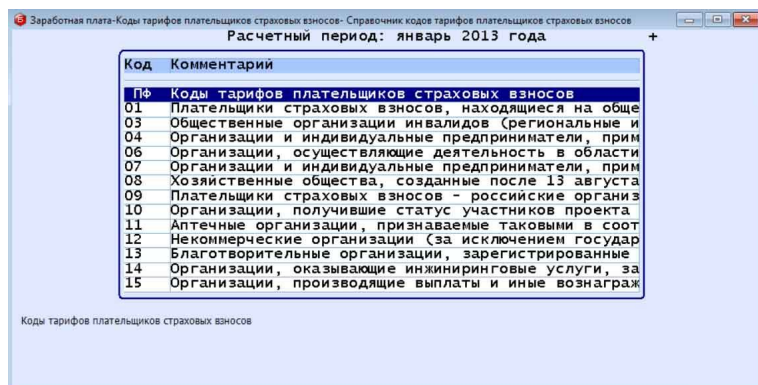 Заработная плата-Коды тарифов плательщиков страховых взносов- Справочник кодов тарифов плательщиков страховых взносов
Расчетный период: январь 2013 года +
Код Комментарий
ПФ Коды тарифов плательщиков страховых взносов
01 Плательщики страховых взносов, находящиеся на обще
03 Общественные организации инвалидов (региональные и
04 Организации и индивидуальные предприниматели, прим
06 Организации, осуществляющие деятельность в области
07 Организации и индивидуальные предприниматели, прим
08 Хозяйственные общества, созданные после 13 августа
09 Плательщики страховых взносов - российские организ
10 Организации, получившие статус участников проекта
11 Аптечные организации, признаваемые таковыми в соот
12 Некоммерческие организации (за исключением государ
13 Благотворительные организации, зарегистрированные
14 Организации, оказывающие инжиниринговые услуги, за
15 Организации, производящие выплаты и иные вознаграж
Коды тарифов плательщиков страховых взносов